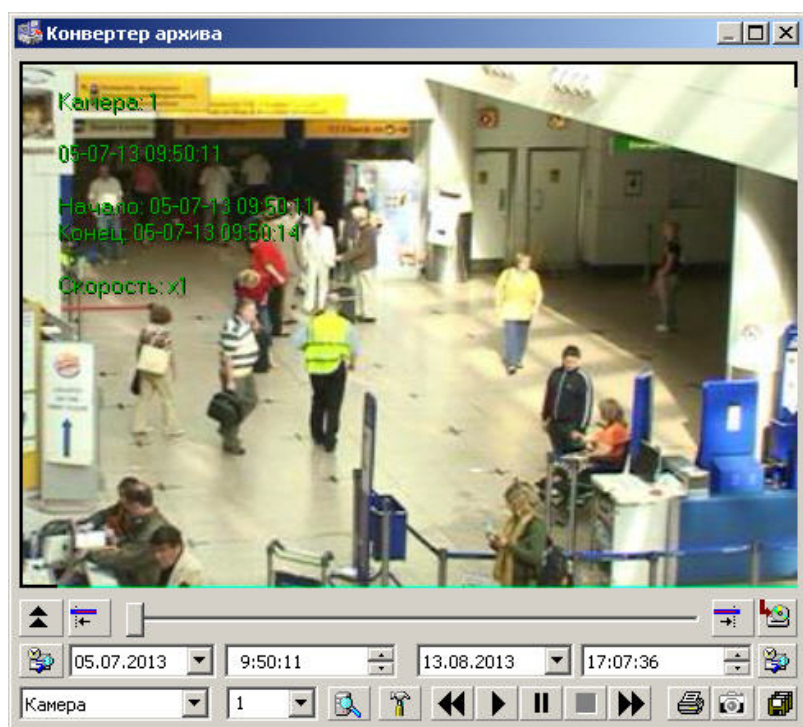 Конвертер архива
Камера: 1
05-07-13 09:50:11
Начало: 05-07-13 09:50:11
Конец: 05-07-13 09:50:14
Скорость: x1
05.07.2013 9:50:11 13.08.2013 17:07:36
Камера 1